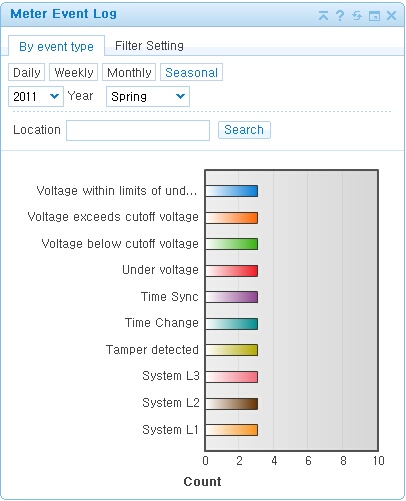 Meter Event Log
By event type Filter Setting
Daily Weekly Monthly Seasonal
2011 Year Spring
Location Search
Voltage within limits of und...
Voltage exceeds cutoff voltage
Voltage below cutoff voltage
Under voltage
Time Sync
Time Change
Tamper detected
System L3
System L2
System L1
0 2 4 6 8 10
Count